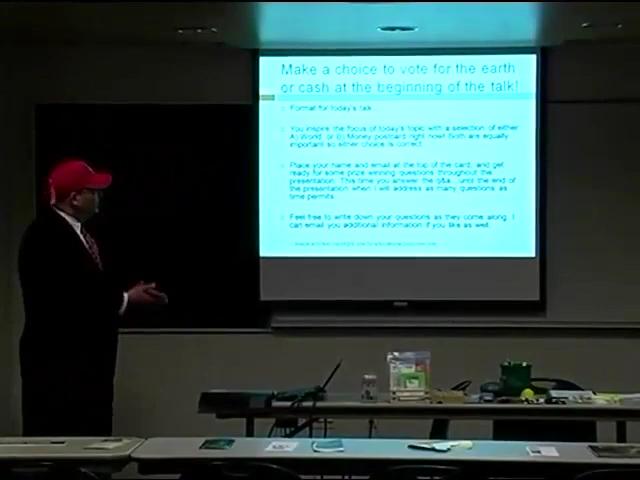 Make a choice to vote for the earth
or cash at the beginning of the talk!
Format for today's talk...
You inspire the focus of today's topic with a selection of either
A) World, or B) Money postcard right now! Both are equally
important so either choice is correct.
Place your name and email at the top of the card, and get
ready for some prize winning questions throughout the
presentation. This time you answer the q&a... until the end of
the presentation when I will address as many questions as
time permits.
Feel free to write down your questions as they come along. I
can email you additional information if you like as well.